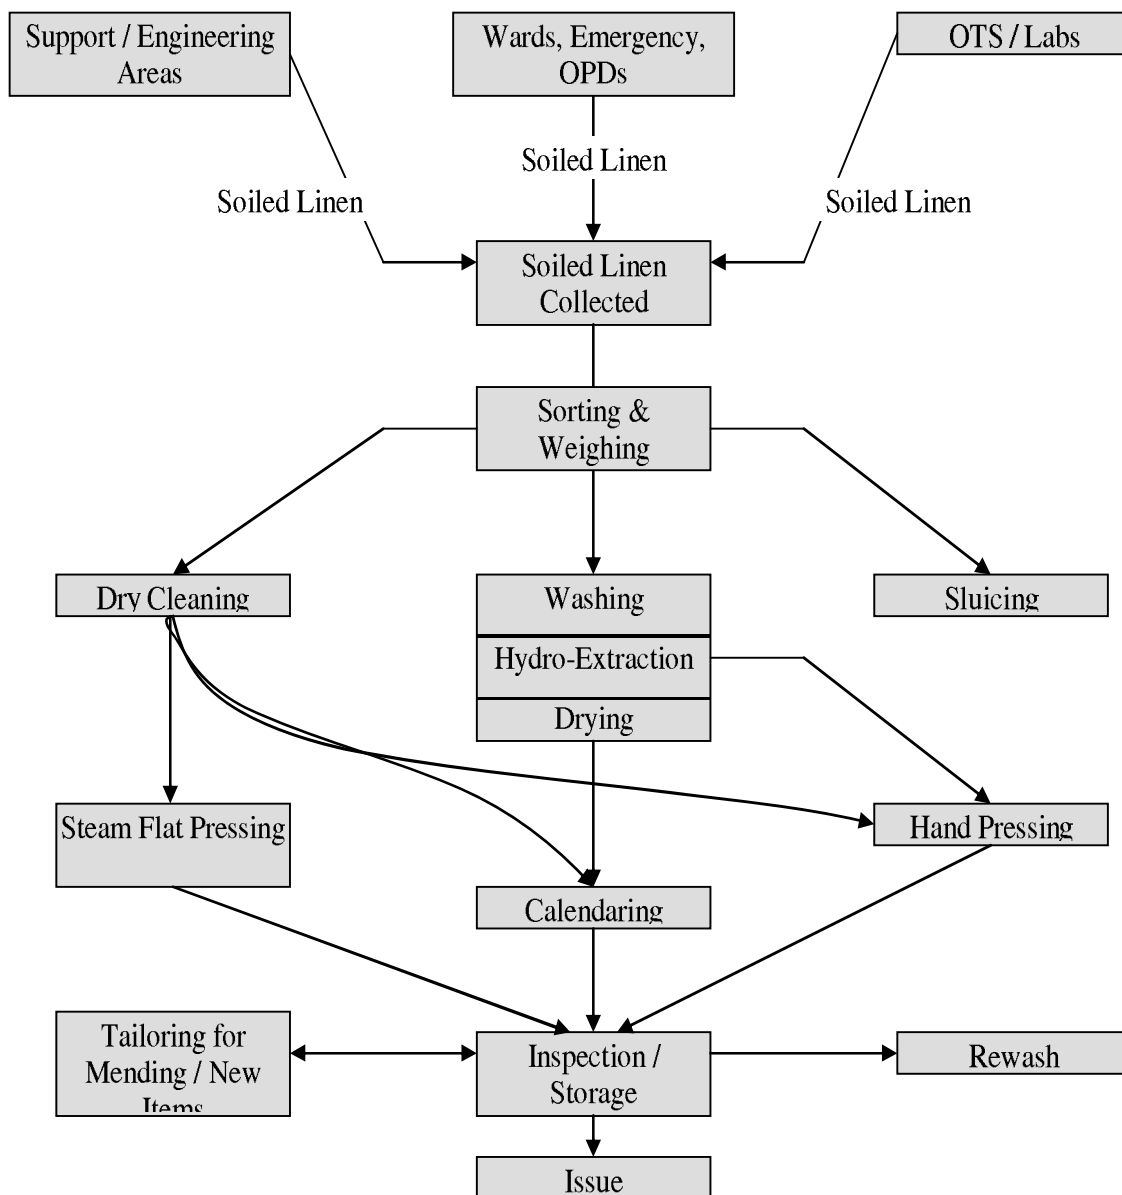 Support / Engineering
Areas
Wards, Emergency,
OPDs
OTS / Labs
Soiled Linen
Soiled Linen
Soiled Linen
Soiled Linen
Collected
Sorting &
Weighing
Dry Cleaning
Washing
Sluicing
Hydro-Extraction
Drying
Steam Flat Pressing
Hand Pressing
Calendaring
Tailoring for
Mending / New
Items
Inspection /
Storage
Rewash
Issue